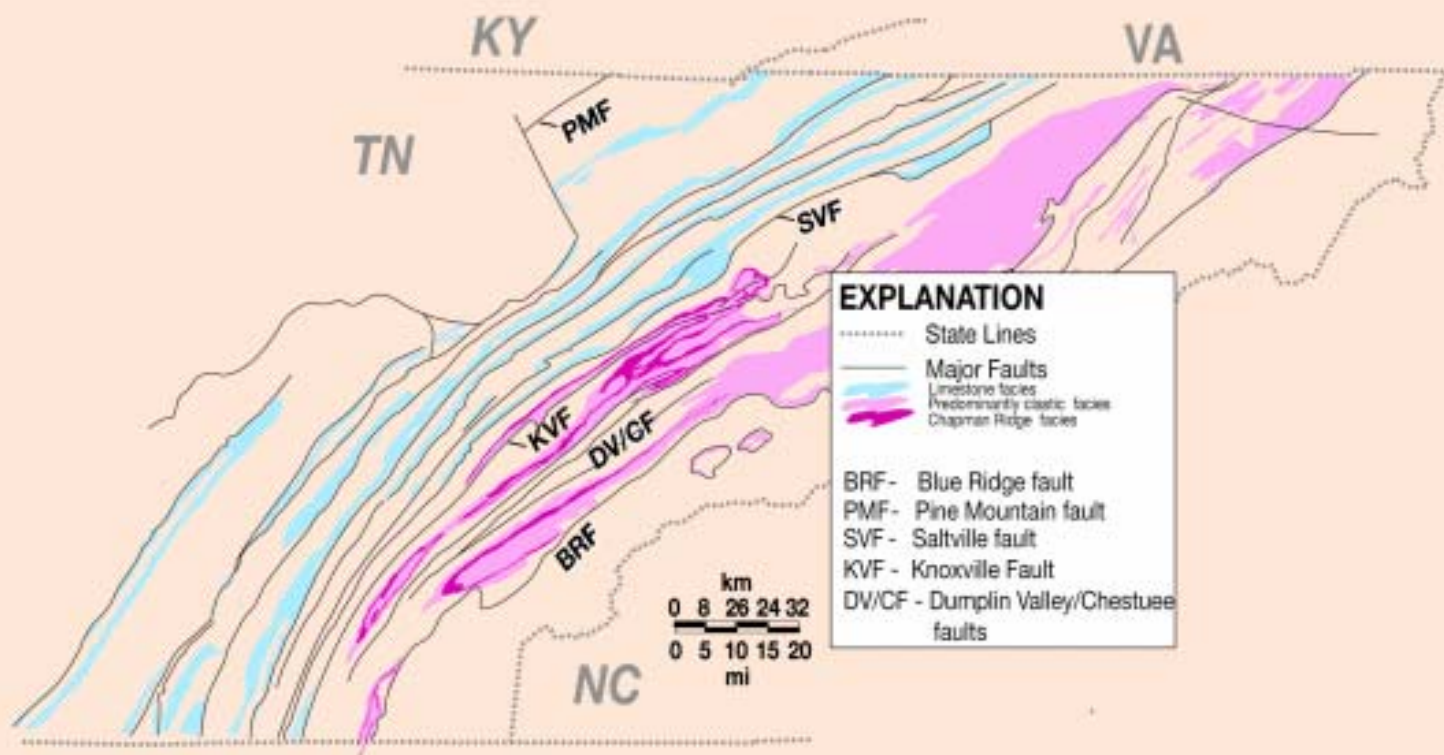 KY
VA
TN
PMF
SVF
KVF
DV/CF
BRF
NC
km
0 8 26 24 32
0 5 10 15 20
mi
EXPLANATION
State Lines
Major Faults
Limestone facies
Predominantly clastic facies
Chapman Ridge facies
BRF- Blue Ridge fault
PMF- Pine Mountain fault
SVF - Saltville fault
KVF - Knoxville Fault
DV/CF - Dumplin Valley/Chestuee
faults